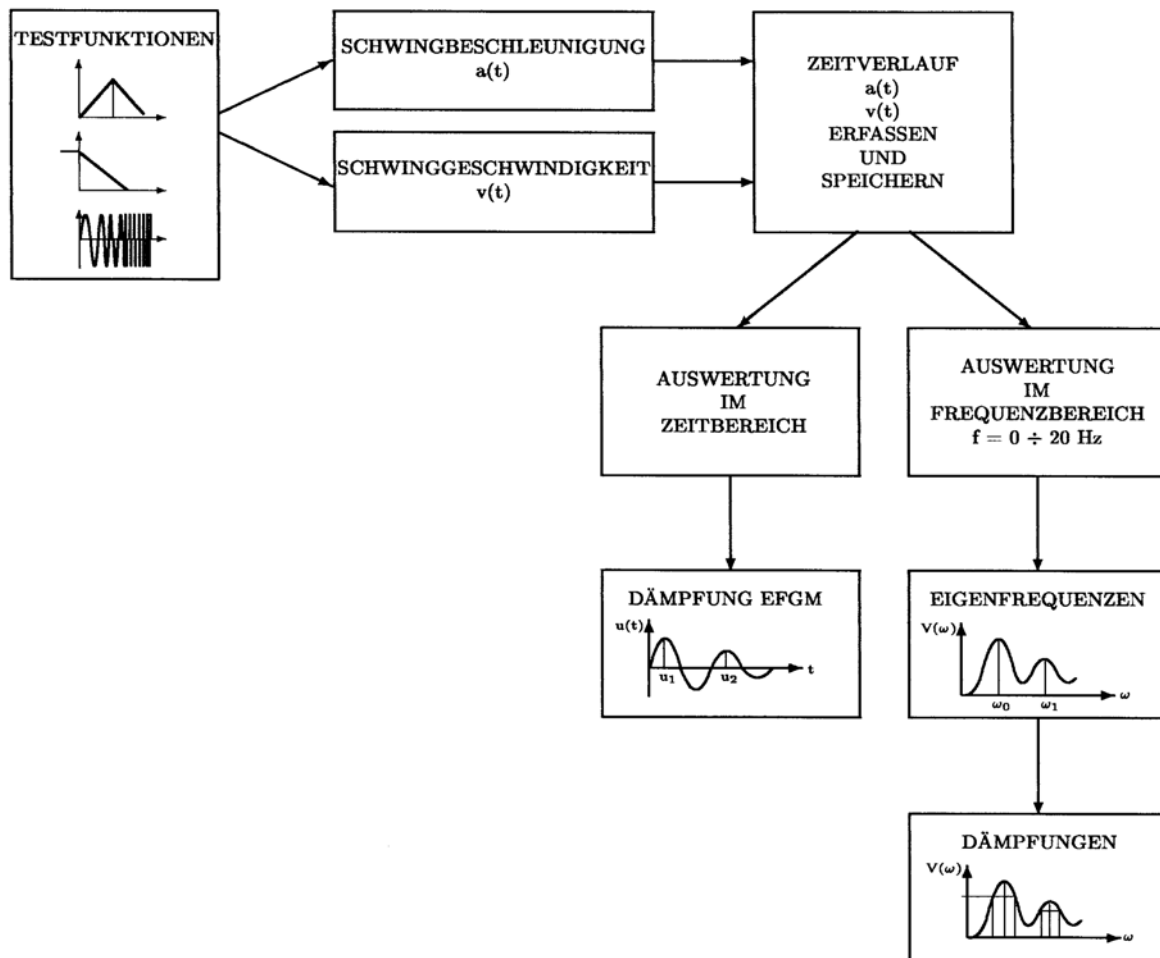 TESTFUNKTIONEN
SCHWINGBESCHLEUNIGUNG
a(t)
SCHWINGGESCHWINDIGKEIT
v(t)
ZEITVERLAUF
a(t)
v(t)
ERFASSEN
UND
SPEICHERN
AUSWERTUNG
IM
ZEITBEREICH
AUSWERTUNG
IM
FREQUENZBEREICH
f = 0 ÷ 20 Hz
DÄMPFUNG EFGM
u(t)
u₁ u₂ t
EIGENFREQUENZEN
V(ω)
ω₀ ω₁ ω
DÄMPFUNGEN
V(ω)
ω